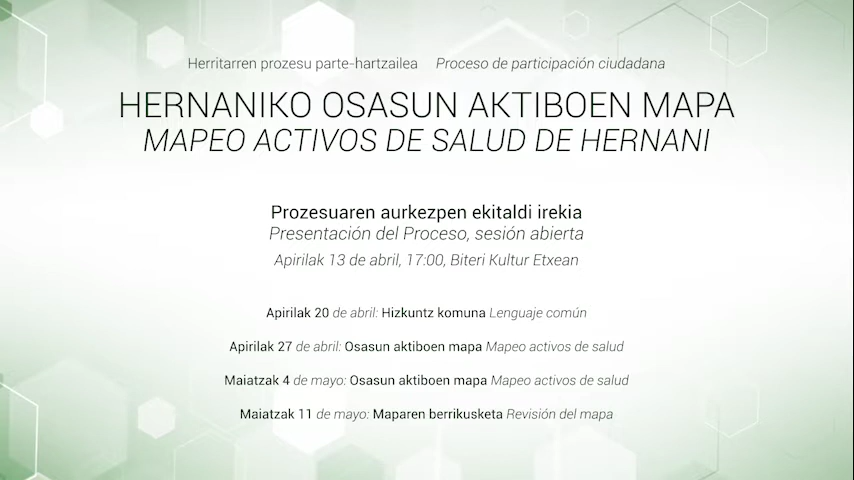 Herritarren prozesu parte-hartzailea Proceso de participación ciudadana
HERNANIKO OSASUN AKTIBOEN MAPA
MAPEO ACTIVOS DE SALUD DE HERNANI
Prozesuaren aurkezpen ekitaldi irekia
Presentación del Proceso, sesión abierta
Apirilak 13 de abril, 17:00, Biteri Kultur Etxean
Apirilak 20 de abril: Hizkuntz komuna Lenguaje común
Apirilak 27 de abril: Osasun aktiboen mapa Mapeo activos de salud
Maiatzak 4 de mayo: Osasun aktiboen mapa Mapeo activos de salud
Maiatzak 11 de mayo: Maparen berrikusketa Revisión del mapa